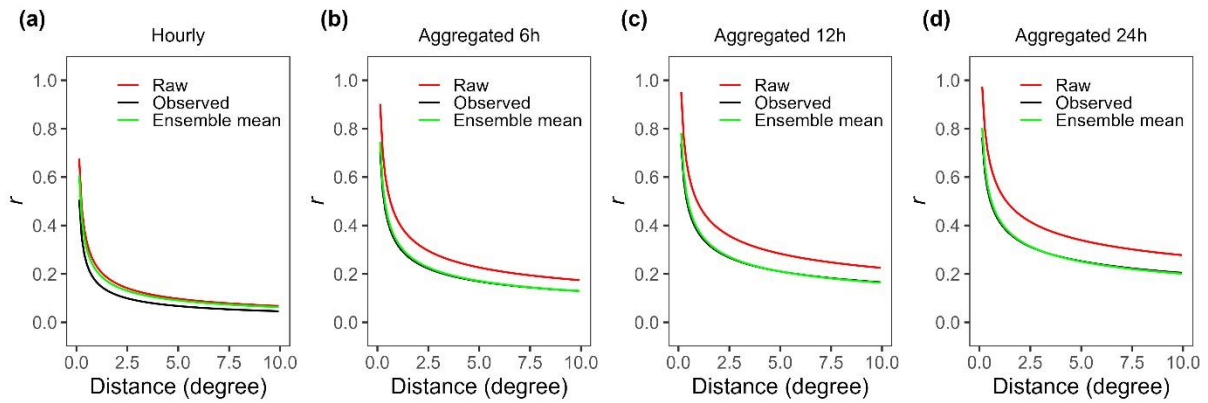 (a)
Hourly
Raw
Observed
Ensemble mean
1.0
0.8
0.6
0.4
0.2
0.0
r
0.0 2.5 5.0 7.5 10.0
Distance (degree)
(b)
Aggregated 6h
Raw
Observed
Ensemble mean
1.0
0.8
0.6
0.4
0.2
0.0
r
0.0 2.5 5.0 7.5 10.0
Distance (degree)
(c)
Aggregated 12h
Raw
Observed
Ensemble mean
1.0
0.8
0.6
0.4
0.2
0.0
r
0.0 2.5 5.0 7.5 10.0
Distance (degree)
(d)
Aggregated 24h
Raw
Observed
Ensemble mean
1.0
0.8
0.6
0.4
0.2
0.0
r
0.0 2.5 5.0 7.5 10.0
Distance (degree)